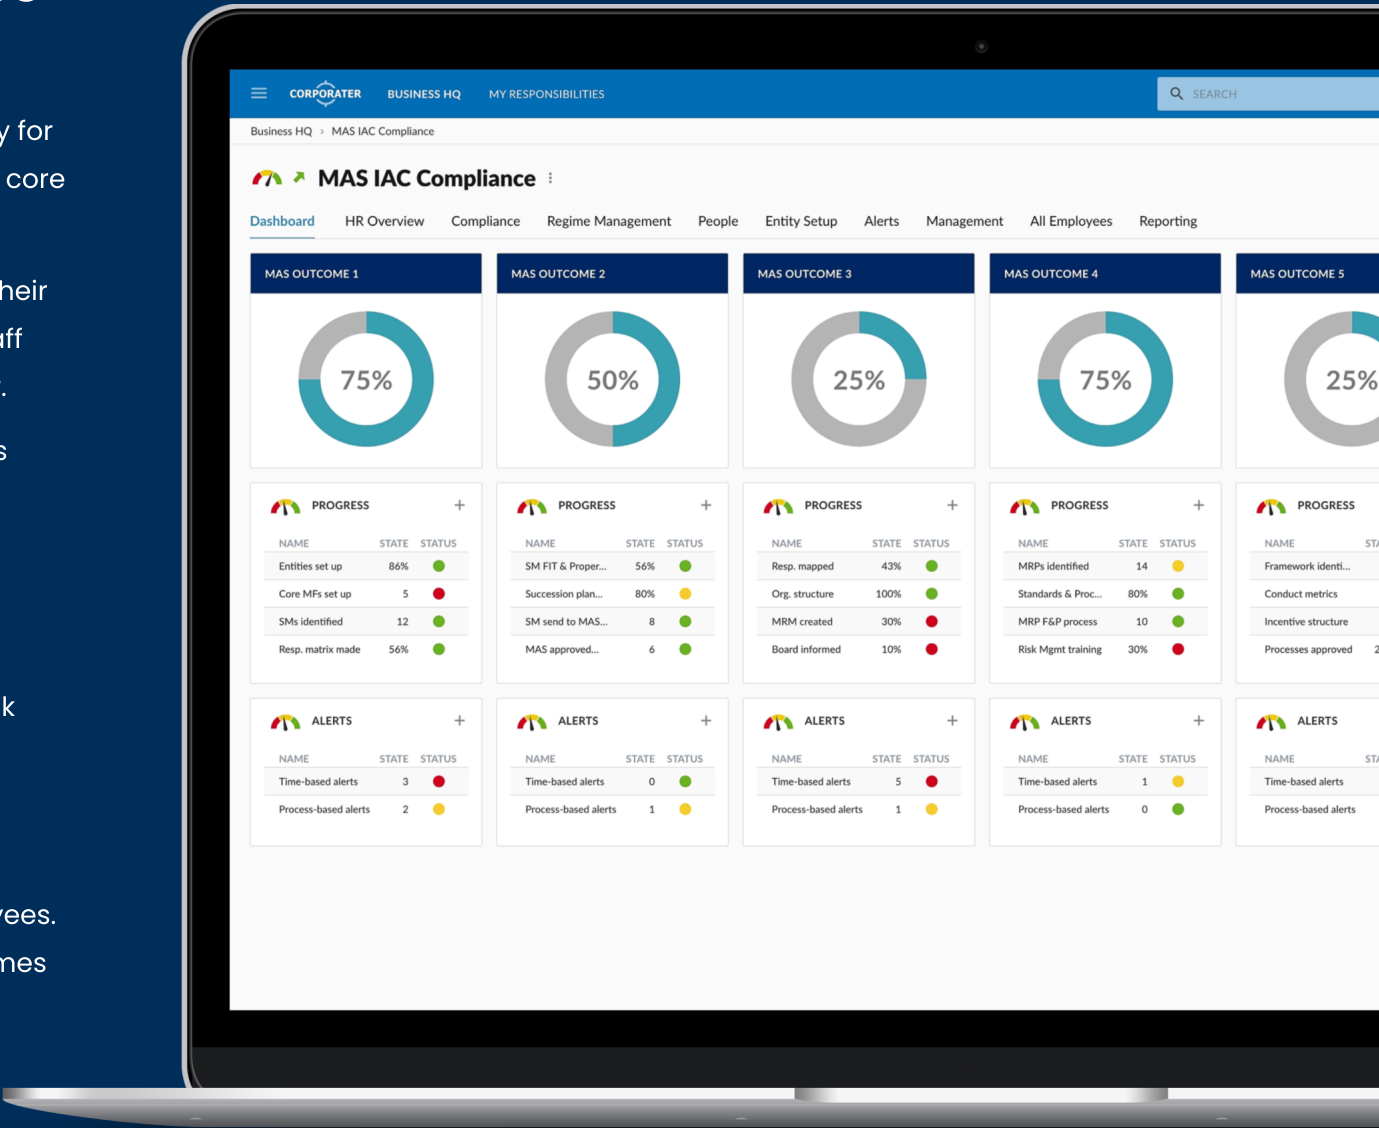 y for
core
heir
aff
s
k
yees.
mes
CORPORATER
BUSINESS HQ
MY RESPONSIBILITIES
SEARCH
Business HQ › MAS IAC Compliance
MAS IAC Compliance
Dashboard HR Overview Compliance Regime Management People Entity Setup Alerts Management All Employees Reporting
MAS OUTCOME 1
75%
PROGRESS +
NAME STATE STATUS
Entities set up 86%
Core MFs set up 5
SMs identified 12
Resp. matrix made 56%
ALERTS +
NAME STATE STATUS
Time-based alerts 3
Process-based alerts 2
MAS OUTCOME 2
50%
PROGRESS +
NAME STATE STATUS
SM FIT & Proper... 56%
Succession plan... 80%
SM send to MAS... 8
MAS approved... 6
ALERTS +
NAME STATE STATUS
Time-based alerts 0
Process-based alerts 1
MAS OUTCOME 3
25%
PROGRESS +
NAME STATE STATUS
Resp. mapped 43%
Org. structure 100%
MRM created 30%
Board informed 10%
ALERTS +
NAME STATE STATUS
Time-based alerts 5
Process-based alerts 1
MAS OUTCOME 4
75%
PROGRESS +
NAME STATE STATUS
MRPs identified 14
Standards & Proc... 80%
MRP F&P process 10
Risk Mgmt training 30%
ALERTS +
NAME STATE STATUS
Time-based alerts 1
Process-based alerts 0
MAS OUTCOME 5
25%
PROGRESS
NAME STA
Framework identi...
Conduct metrics
Incentive structure
Processes approved 2
ALERTS
NAME STA
Time-based alerts
Process-based alerts